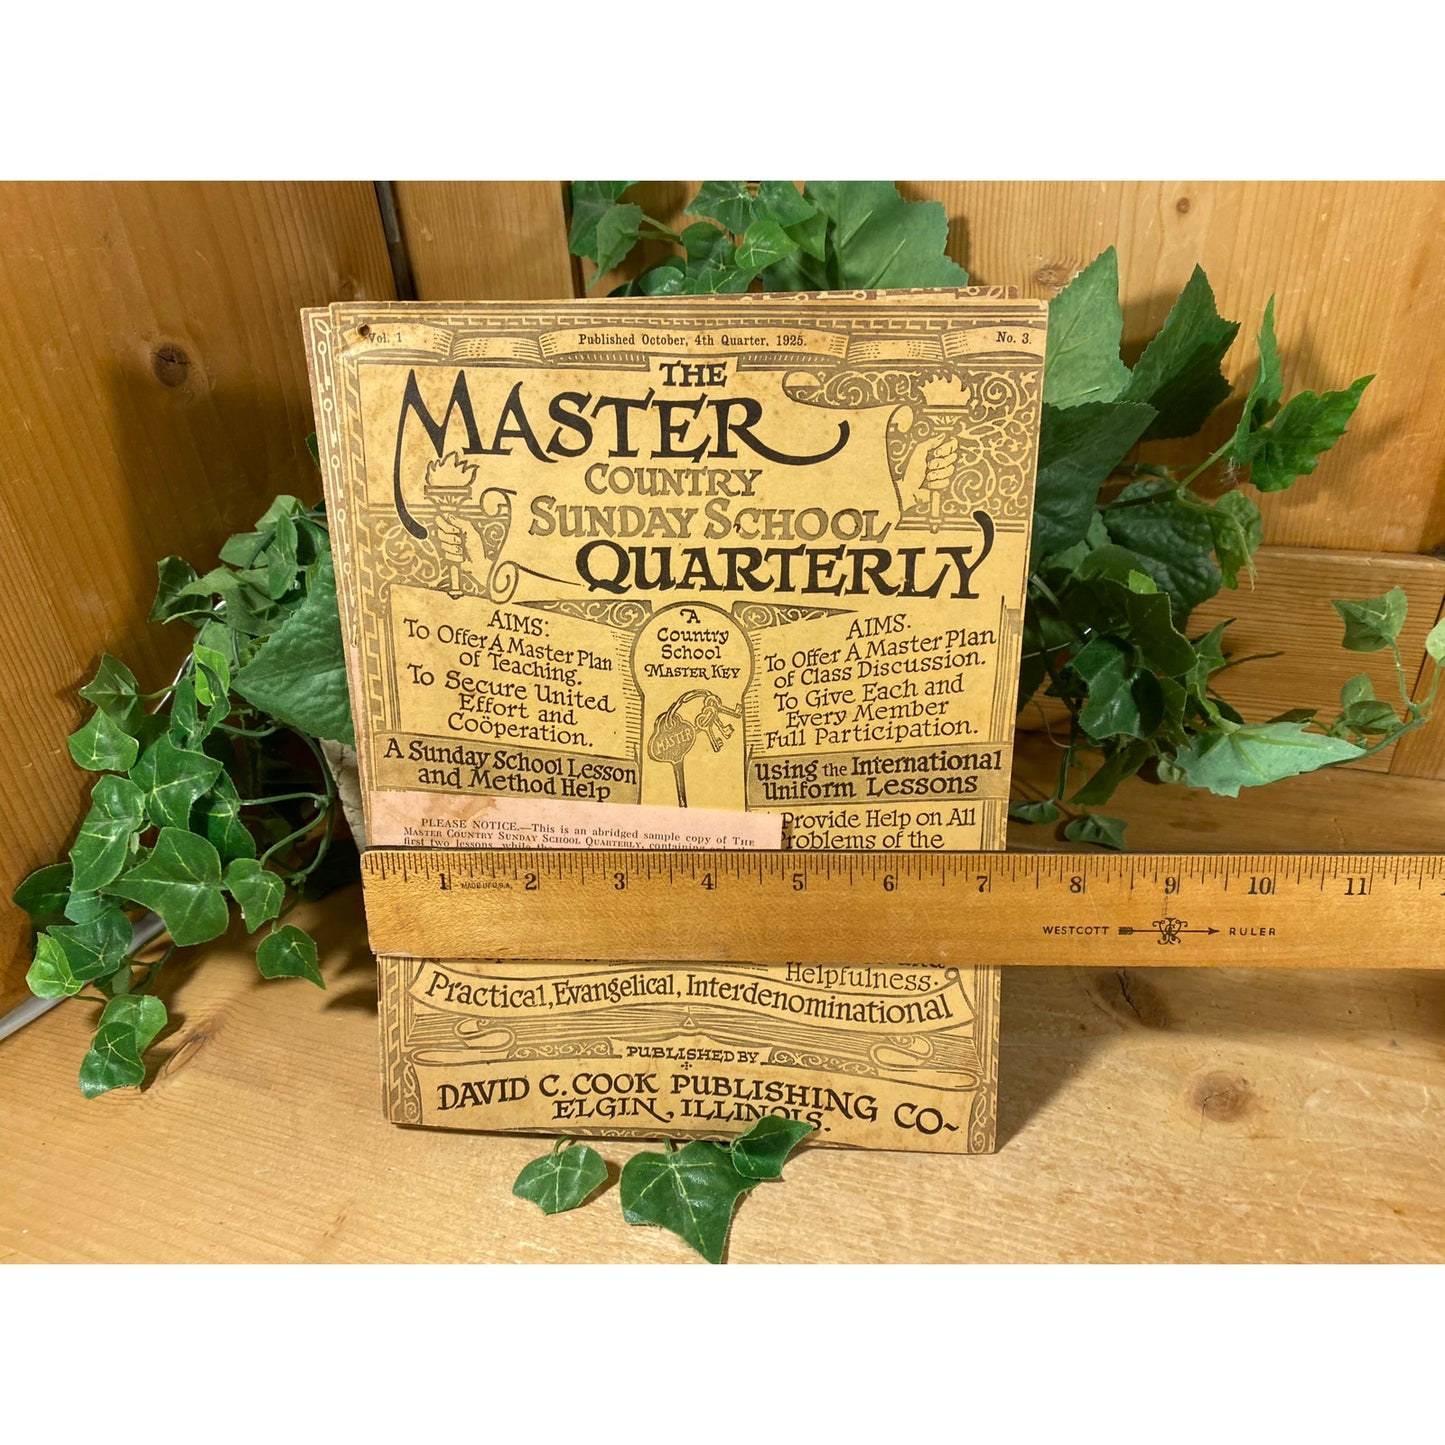 Vol. 1
Published October, 4th Quarter, 1925.
No. 3
THE
MASTER
COUNTRY
SUNDAY SCHOOL
QUARTERLY
AIMS:
To Offer A Master Plan
of Teaching.
To Secure United
Effort and
Coöperation.
A Country
School
MASTER KEY
MASTER
AIMS.
To Offer A Master Plan
of Class Discussion.
To Give Each and
Every Member
Full Participation.
A Sunday School Lesson
and Method Help
using the International
Uniform Lessons
PLEASE NOTICE.—This is an abridged sample copy of THE
MASTER COUNTRY SUNDAY SCHOOL QUARTERLY, containing
first two lessons, while the
Provide Help on All
Problems of the
1 MADE IN U.S.A. 2 3 4 5 6 7 8 9 10 11
WESTCOTT RULER
Helpfulness.
Practical, Evangelical, Interdenominational
PUBLISHED BY
DAVID C. COOK PUBLISHING CO-
ELGIN, ILLINOIS.